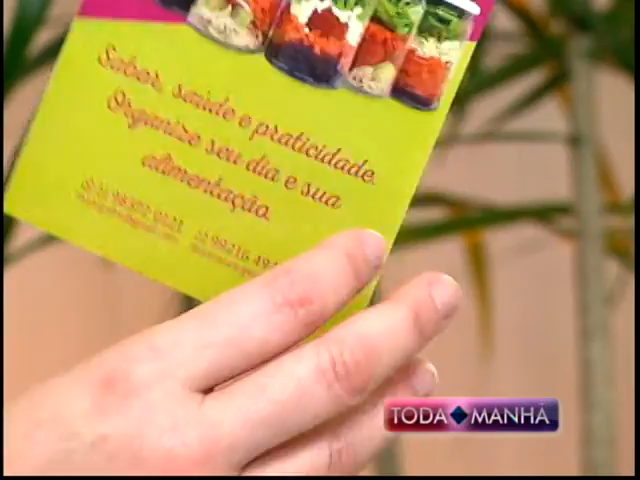 Sabor, saúde e praticidade.
Organize seu dia e sua
alimentação.
TODA MANHÃ